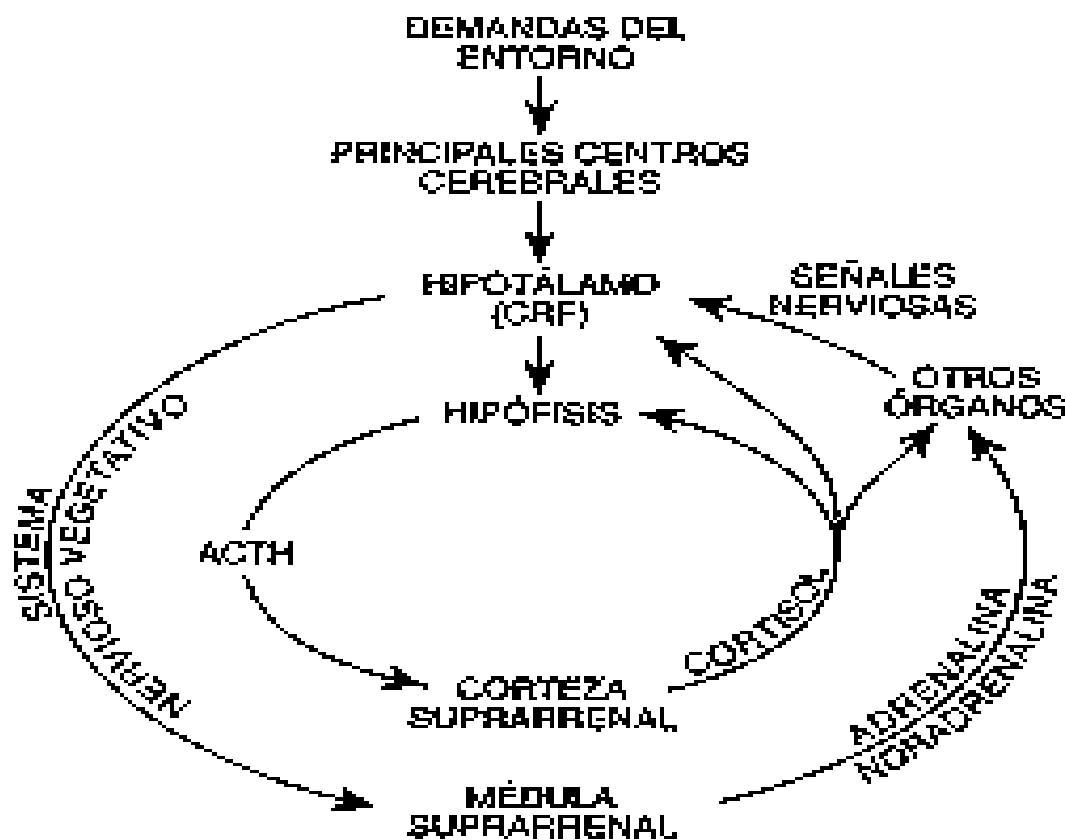 DEMANDAS DEL
ENTORNO
PRINCIPALES CENTROS
CEREBRALES
HIPOTÁLAMO
(CRF)
SEÑALES
NERVIOSAS
OTROS
ÓRGANOS
HIPÓFISIS
SISTEMA
NERVIOSO VEGETATIVO
ACTH
CORTISOL
CORTEZA
SUPRARRENAL
ADRENALINA
NORADRENALINA
MÉDULA
SUPRARRENAL